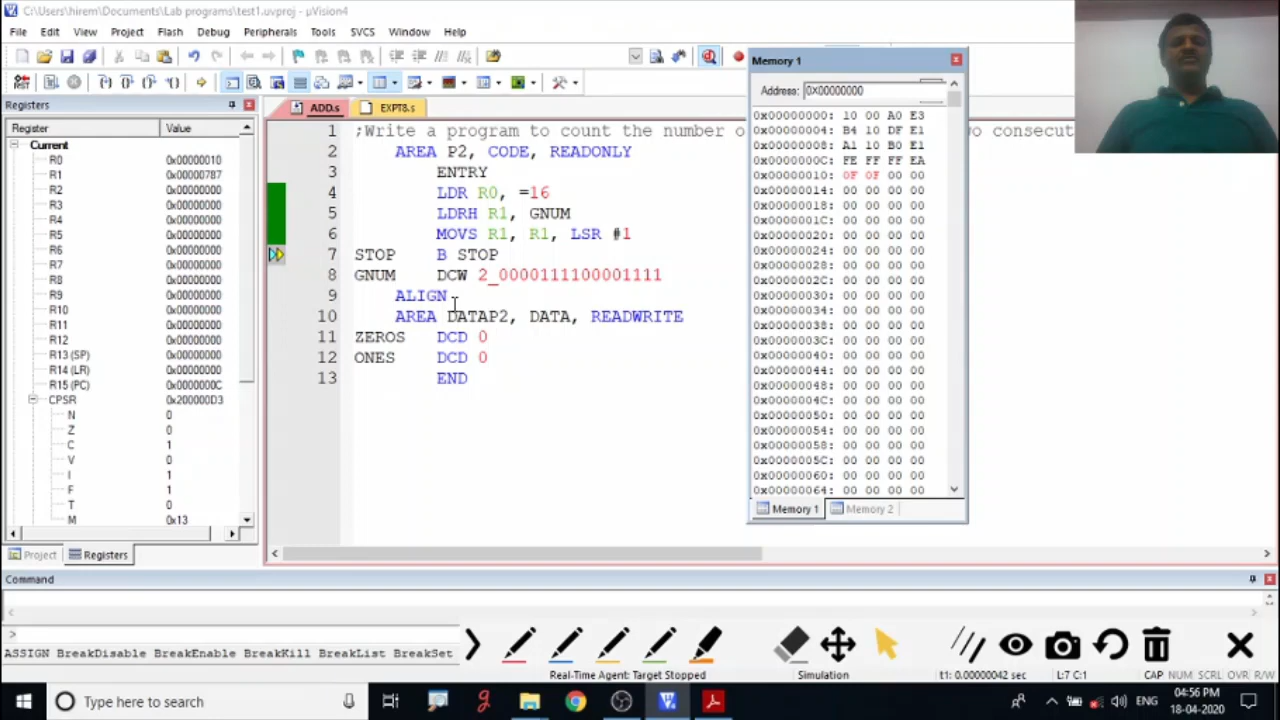 C:\Users\hirem\Documents\Lab programs\test1.uvproj - µVision4
File Edit View Project Flash Debug Peripherals Tools SVCS Window Help
Registers
Register Value
Current
R0 0x00000010
R1 0x00000787
R2 0x00000000
R3 0x00000000
R4 0x00000000
R5 0x00000000
R6 0x00000000
R7 0x00000000
R8 0x00000000
R9 0x00000000
R10 0x00000000
R11 0x00000000
R12 0x00000000
R13 (SP) 0x00000000
R14 (LR) 0x00000000
R15 (PC) 0x0000000C
CPSR 0x200000D3
N 0
Z 0
C 1
V 0
I 1
F 1
T 0
M 0x13
Project Registers
ADD.s EXPT8.s
1 ;Write a program to count the number o
wo consecut
2 AREA P2, CODE, READONLY
3 ENTRY
4 LDR R0, =16
5 LDRH R1, GNUM
6 MOVS R1, R1, LSR #1
7 STOP B STOP
8 GNUM DCW 2_0000111100001111
9 ALIGN
10 AREA DATAP2, DATA, READWRITE
11 ZEROS DCD 0
12 ONES DCD 0
13 END
Memory 1
Address: 0X00000000
0x00000000: 10 00 A0 E3
0x00000004: B4 10 DF E1
0x00000008: A1 10 B0 E1
0x0000000C: FE FF FF EA
0x00000010: 0F 0F 00 00
0x00000014: 00 00 00 00
0x00000018: 00 00 00 00
0x0000001C: 00 00 00 00
0x00000020: 00 00 00 00
0x00000024: 00 00 00 00
0x00000028: 00 00 00 00
0x0000002C: 00 00 00 00
0x00000030: 00 00 00 00
0x00000034: 00 00 00 00
0x00000038: 00 00 00 00
0x0000003C: 00 00 00 00
0x00000040: 00 00 00 00
0x00000044: 00 00 00 00
0x00000048: 00 00 00 00
0x0000004C: 00 00 00 00
0x00000050: 00 00 00 00
0x00000054: 00 00 00 00
0x00000058: 00 00 00 00
0x0000005C: 00 00 00 00
0x00000060: 00 00 00 00
0x00000064: 00 00 00 00
Memory 1 Memory 2
Command
>
ASSIGN BreakDisable BreakEnable BreakKill BreakList BreakSet
Real-Time Agent: Target Stopped Simulation t1: 0.00000042 sec L:7 C:1 CAP NUM SCRL OVR R/W
Type here to search
ENG
04:56 PM
18-04-2020